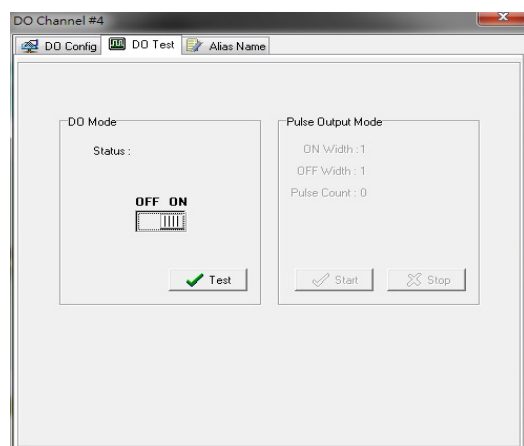 DO Channel #4
DO Config DO Test Alias Name
DO Mode
Status :
OFF ON
Test
Pulse Output Mode
ON Width :1
OFF Width : 1
Pulse Count : 0
Start Stop